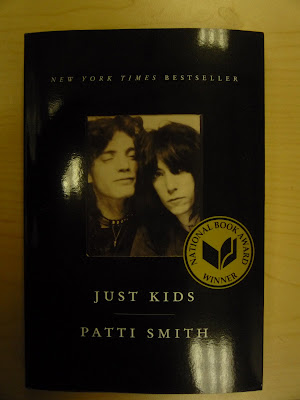 NEW YORK TIMES BESTSELLER
NATIONAL BOOK AWARD
WINNER
JUST KIDS
PATTI SMITH